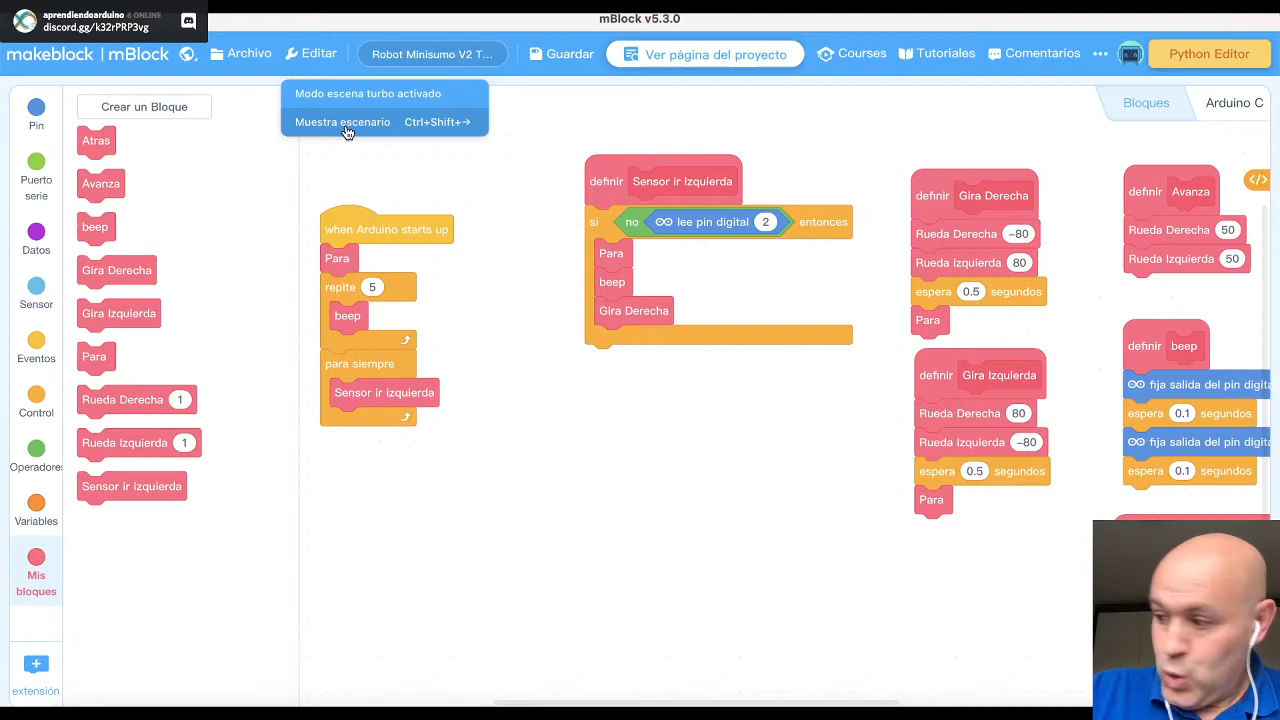 aprendiendoarduino 6 ONLINE
discord.gg/k32rPRP3vg
mBlock v5.3.0
makeblock | mBlock
Archivo
Editar
Robot Minisumo V2 T...
Guardar
Ver página del proyecto
Courses
Tutoriales
Comentarios
Python Editor
Modo escena turbo activado
Muestra escenario Ctrl+Shift+→
Bloques
Arduino C
Pin
Puerto
serie
Datos
Sensor
Eventos
Control
Operadores
Variables
Mis
bloques
extensión
Crear un Bloque
Atras
Avanza
beep
Gira Derecha
Gira Izquierda
Para
Rueda Derecha 1
Rueda Izquierda 1
Sensor ir izquierda
when Arduino starts up
Para
repite 5
beep
para siempre
Sensor ir izquierda
definir Sensor ir izquierda
si no lee pin digital 2 entonces
Para
beep
Gira Derecha
definir Gira Derecha
Rueda Derecha -80
Rueda Izquierda 80
espera 0.5 segundos
Para
definir Gira Izquierda
Rueda Derecha 80
Rueda Izquierda -80
espera 0.5 segundos
Para
definir Avanza
Rueda Derecha 50
Rueda Izquierda 50
</>
definir beep
fija salida del pin digita
espera 0.1 segundos
fija salida del pin digita
espera 0.1 segundos